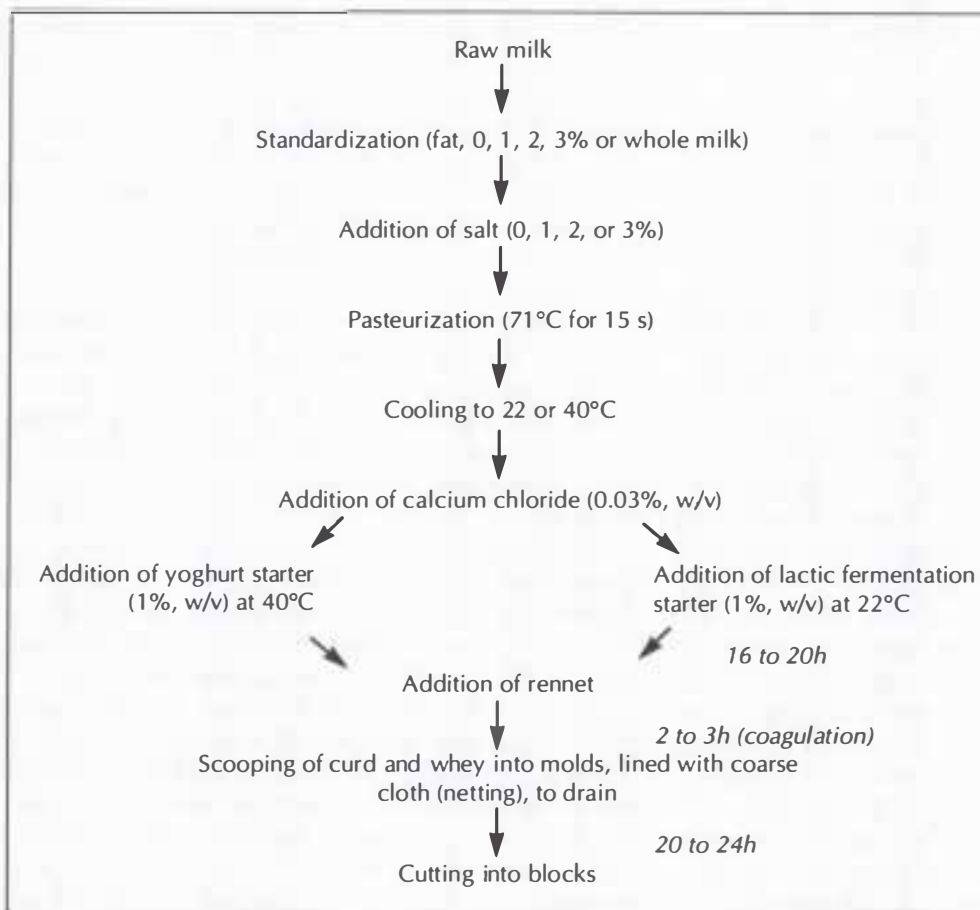 Raw milk
Standardization (fat, 0, 1, 2, 3% or whole milk)
Addition of salt (0, 1, 2, or 3%)
Pasteurization (71°C for 15 s)
Cooling to 22 or 40°C
Addition of calcium chloride (0.03%, w/v)
Addition of yoghurt starter
(1%, w/v) at 40°C
Addition of lactic fermentation
starter (1%, w/v) at 22°C
16 to 20h
Addition of rennet
2 to 3h (coagulation)
Scooping of curd and whey into molds, lined with coarse
cloth (netting), to drain
20 to 24h
Cutting into blocks